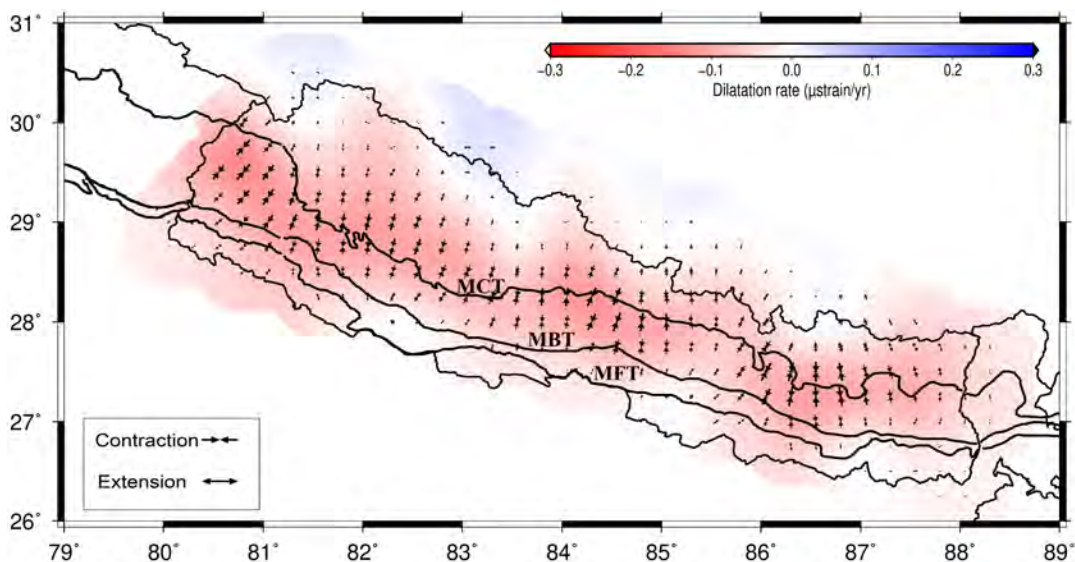 31˚
30˚
29˚
28˚
27˚
26˚
−0.3 −0.2 −0.1 0.0 0.1 0.2 0.3
Dilatation rate (µstrain/yr)
MCT
MBT
MFT
Contraction
Extension
79˚ 80˚ 81˚ 82˚ 83˚ 84˚ 85˚ 86˚ 87˚ 88˚ 89˚